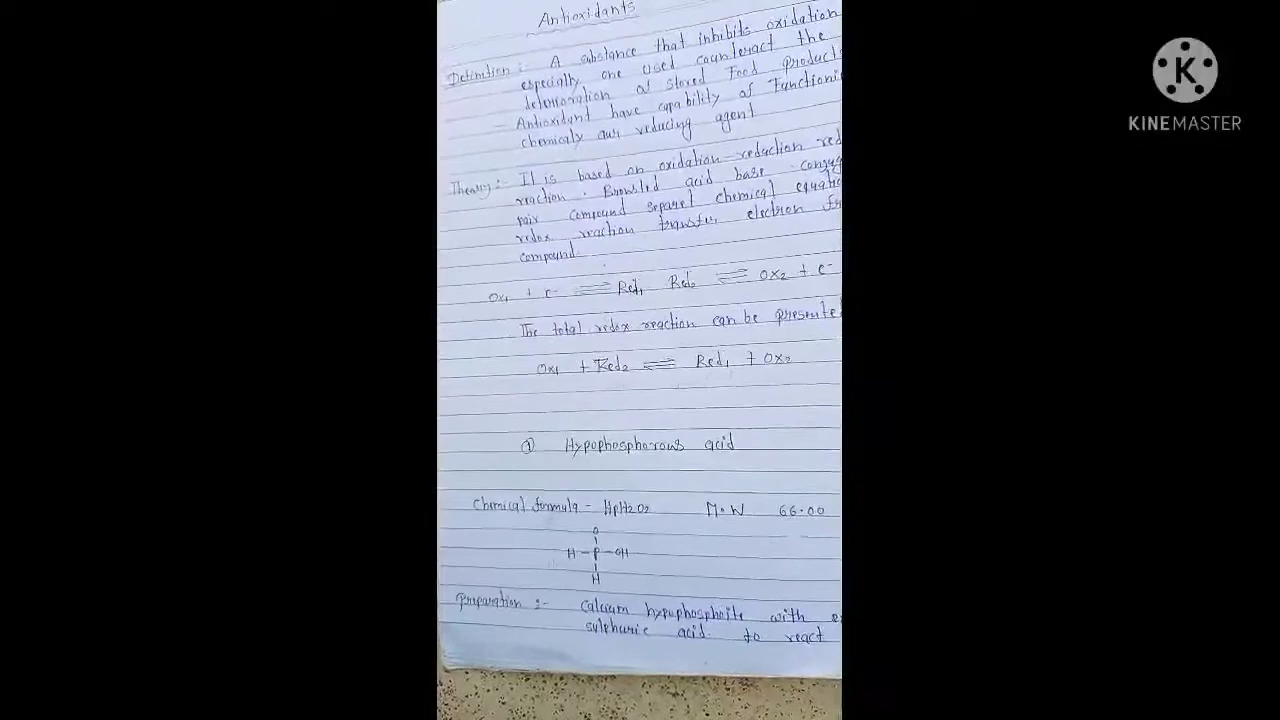 Antioxidants
Definition :- A substance that inhibits oxidation
especially one used counteract the
deterioration of stored Food product
- Antioxidant have capability of Functioni
chemicaly aus reducing agent
Theory :- It is based on oxidation-reduction red
reaction. Bronsted acid base conjug
pair compound separet chemical equatio
redox reaction transfer electron fr
compound.
Ox1 + e- ⇌ Red1 Red2 ⇌ Ox2 + e-
The total redox reaction can be presente
Ox1 + Red2 ⇌ Red1 + Ox2
① Hypophosphorous acid
Chemical formula - HpH2O2 M.W 66.00
O
H-P-OH
H
Preparation :- Calcium hypophosphite with e
sulphuric acid. to react
K
KINEMASTER